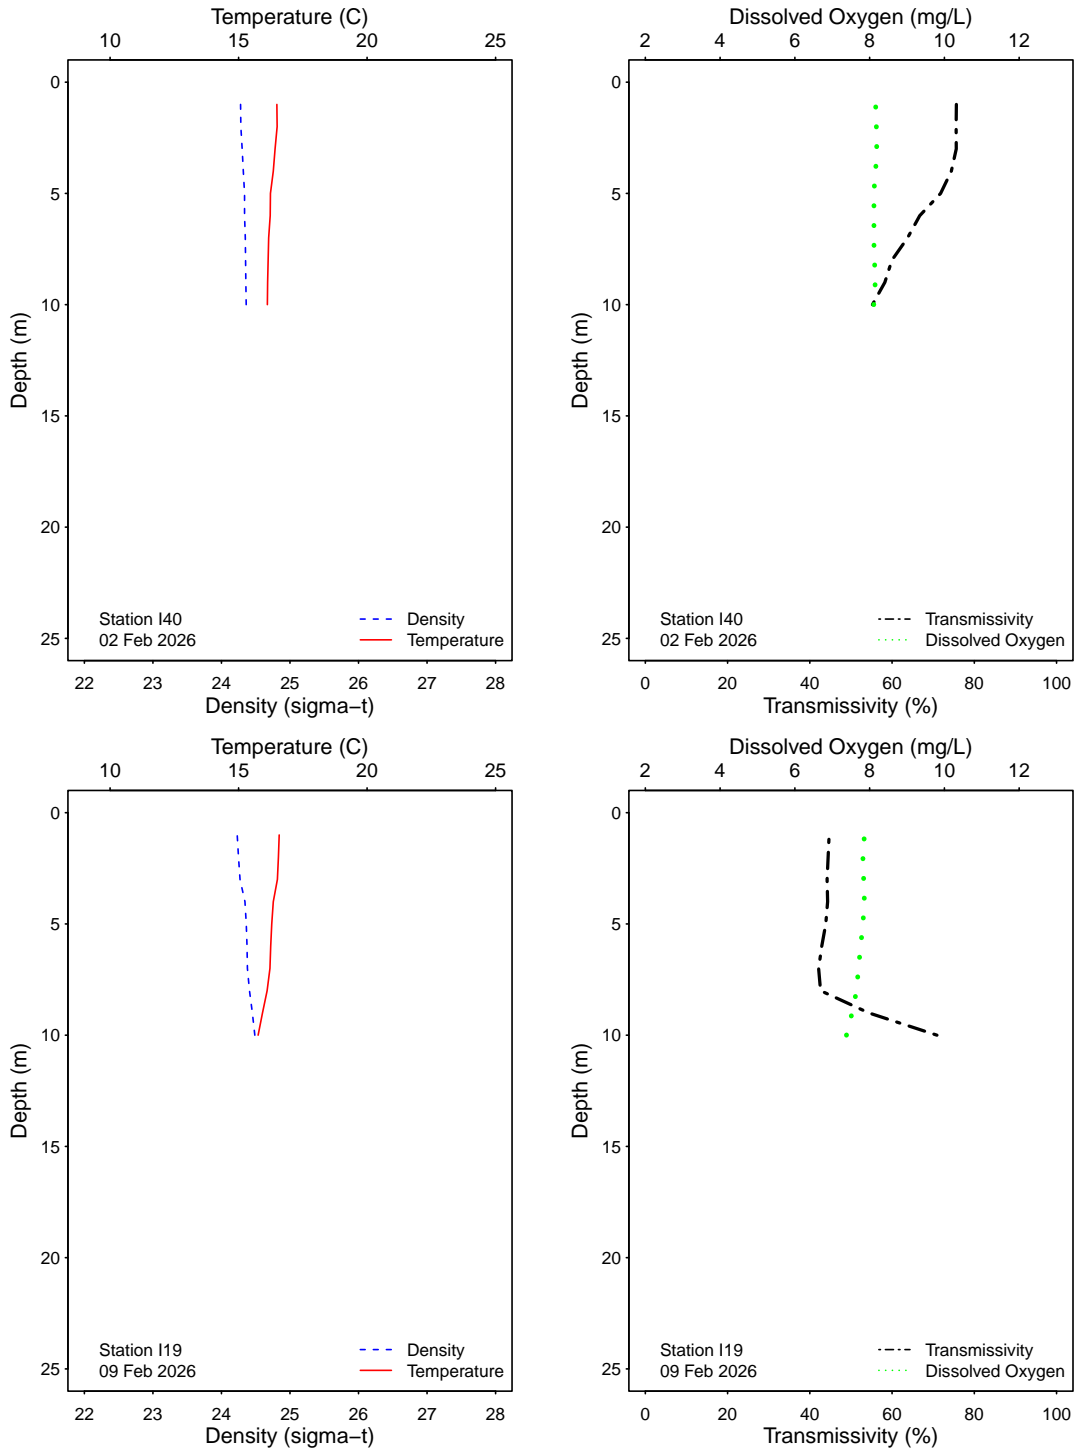 Temperature (C)
10 15 20 25
0
5
10
15
20
25
Depth (m)
Station I40
02 Feb 2026
Density
Temperature
22 23 24 25 26 27 28
Density (sigma−t)
Dissolved Oxygen (mg/L)
2 4 6 8 10 12
0
5
10
15
20
25
Depth (m)
Station I40
02 Feb 2026
Transmissivity
Dissolved Oxygen
0 20 40 60 80 100
Transmissivity (%)
Temperature (C)
10 15 20 25
0
5
10
15
20
25
Depth (m)
Station I19
09 Feb 2026
Density
Temperature
22 23 24 25 26 27 28
Density (sigma−t)
Dissolved Oxygen (mg/L)
2 4 6 8 10 12
0
5
10
15
20
25
Depth (m)
Station I19
09 Feb 2026
Transmissivity
Dissolved Oxygen
0 20 40 60 80 100
Transmissivity (%)